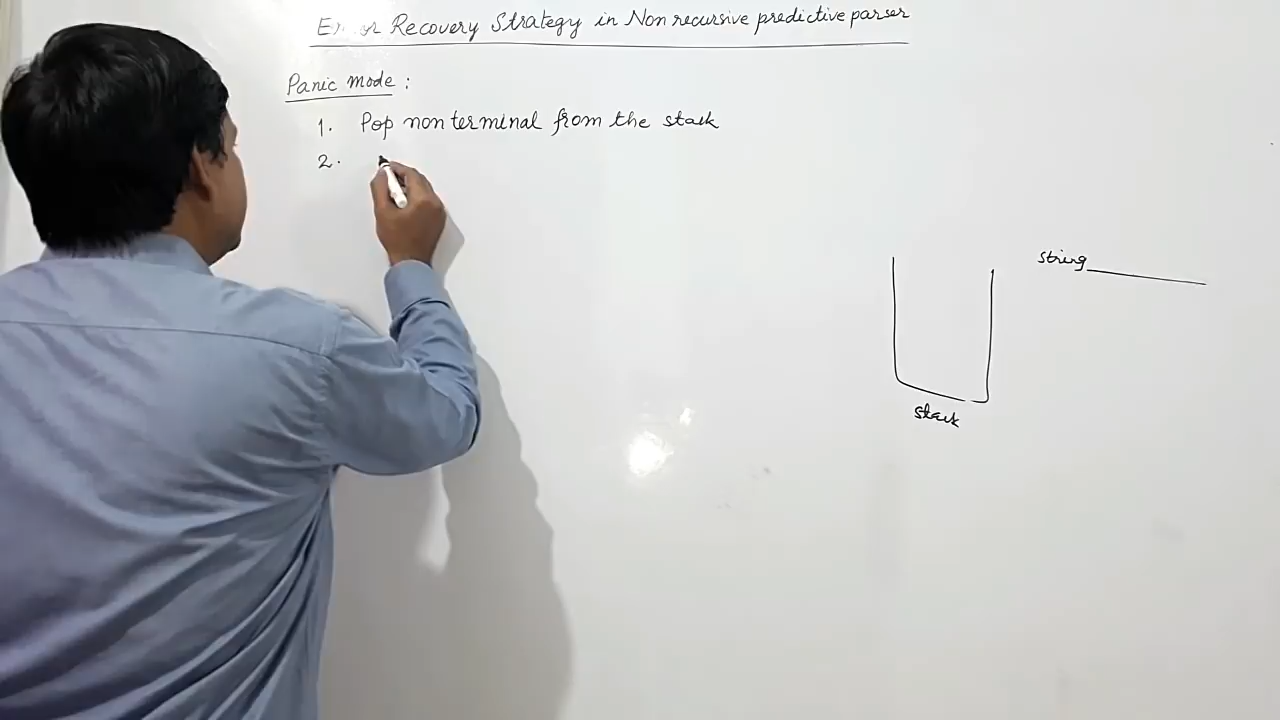 Error Recovery Strategy in Non recursive predictive parser
Panic mode :
1. Pop non terminal from the stack
2.
string
stack